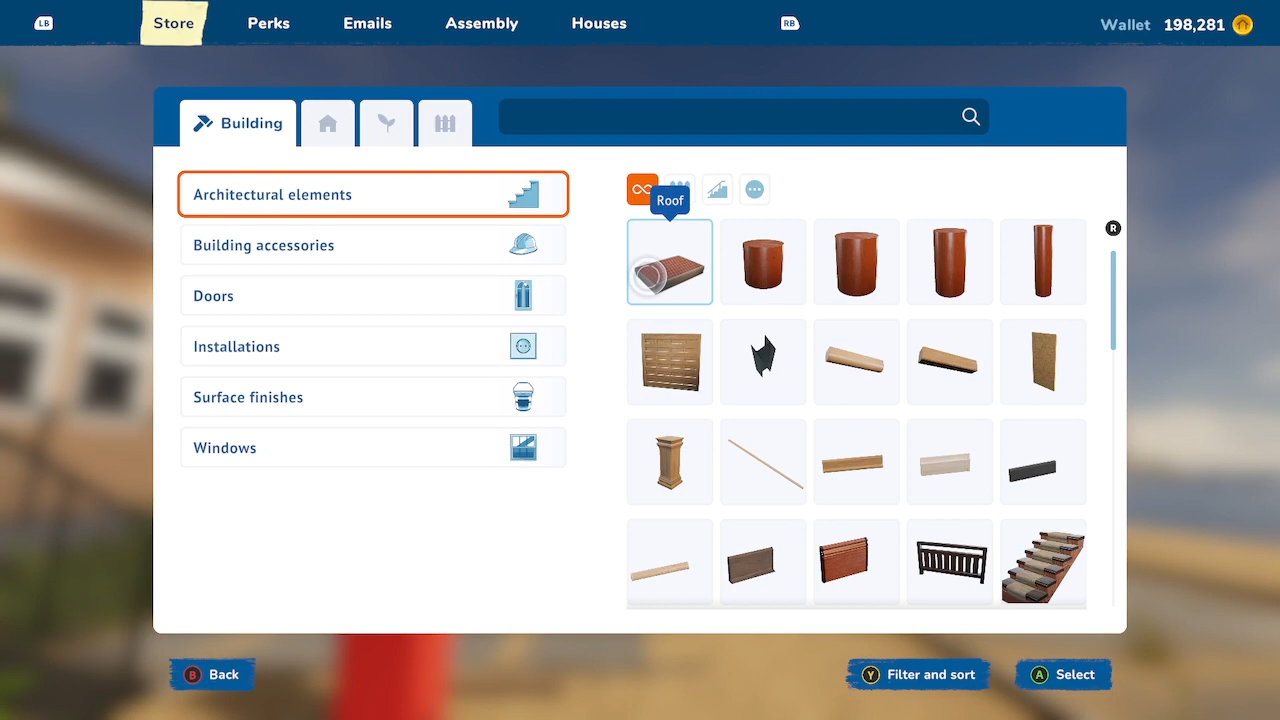 LB
Store
Perks
Emails
Assembly
Houses
RB
Wallet 198,281
Building
Architectural elements
Building accessories
Doors
Installations
Surface finishes
Windows
Roof
R
B Back
Y Filter and sort
A Select